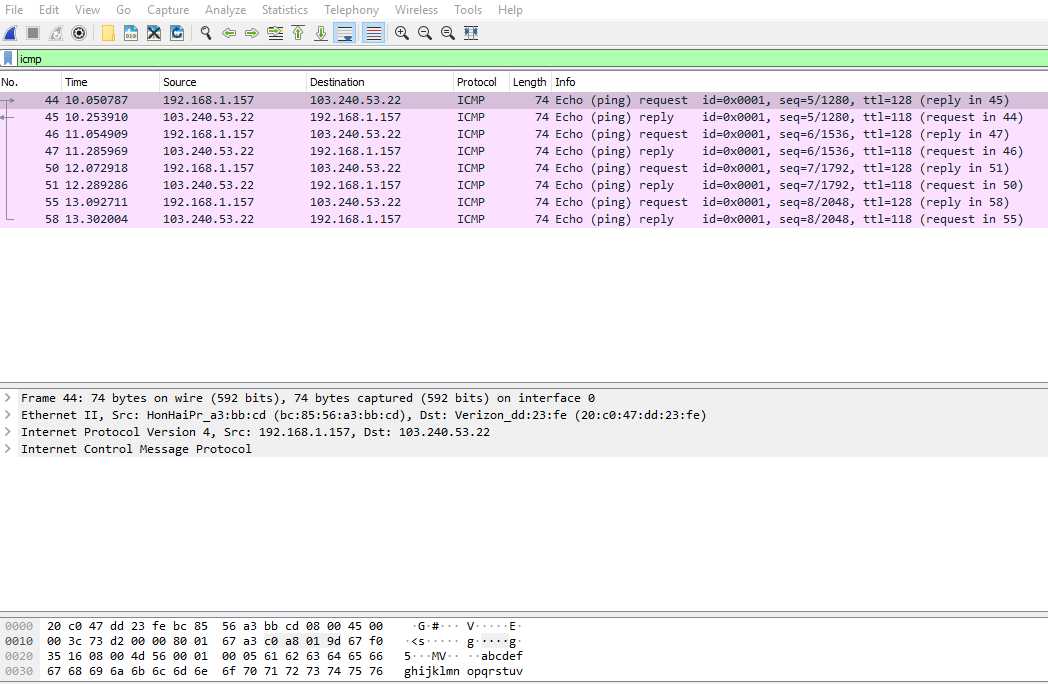 File Edit View Go Capture Analyze Statistics Telephony Wireless Tools Help
icmp
No. Time Source Destination Protocol Length Info
44 10.050787 192.168.1.157 103.240.53.22 ICMP 74 Echo (ping) request id=0x0001, seq=5/1280, ttl=128 (reply in 45)
45 10.253910 103.240.53.22 192.168.1.157 ICMP 74 Echo (ping) reply id=0x0001, seq=5/1280, ttl=118 (request in 44)
46 11.054909 192.168.1.157 103.240.53.22 ICMP 74 Echo (ping) request id=0x0001, seq=6/1536, ttl=128 (reply in 47)
47 11.285969 103.240.53.22 192.168.1.157 ICMP 74 Echo (ping) reply id=0x0001, seq=6/1536, ttl=118 (request in 46)
50 12.072918 192.168.1.157 103.240.53.22 ICMP 74 Echo (ping) request id=0x0001, seq=7/1792, ttl=128 (reply in 51)
51 12.289286 103.240.53.22 192.168.1.157 ICMP 74 Echo (ping) reply id=0x0001, seq=7/1792, ttl=118 (request in 50)
55 13.092711 192.168.1.157 103.240.53.22 ICMP 74 Echo (ping) request id=0x0001, seq=8/2048, ttl=128 (reply in 58)
58 13.302004 103.240.53.22 192.168.1.157 ICMP 74 Echo (ping) reply id=0x0001, seq=8/2048, ttl=118 (request in 55)
Frame 44: 74 bytes on wire (592 bits), 74 bytes captured (592 bits) on interface 0
Ethernet II, Src: HonHaiPr_a3:bb:cd (bc:85:56:a3:bb:cd), Dst: Verizon_dd:23:fe (20:c0:47:dd:23:fe)
Internet Protocol Version 4, Src: 192.168.1.157, Dst: 103.240.53.22
Internet Control Message Protocol
0000 20 c0 47 dd 23 fe bc 85 56 a3 bb cd 08 00 45 00 ·G·#··· V·····E·
0010 00 3c 73 d2 00 00 80 01 67 a3 c0 a8 01 9d 67 f0 ·<s····· g·····g·
0020 35 16 08 00 4d 56 00 01 00 05 61 62 63 64 65 66 5···MV·· ··abcdef
0030 67 68 69 6a 6b 6c 6d 6e 6f 70 71 72 73 74 75 76 ghijklmn opqrstuv